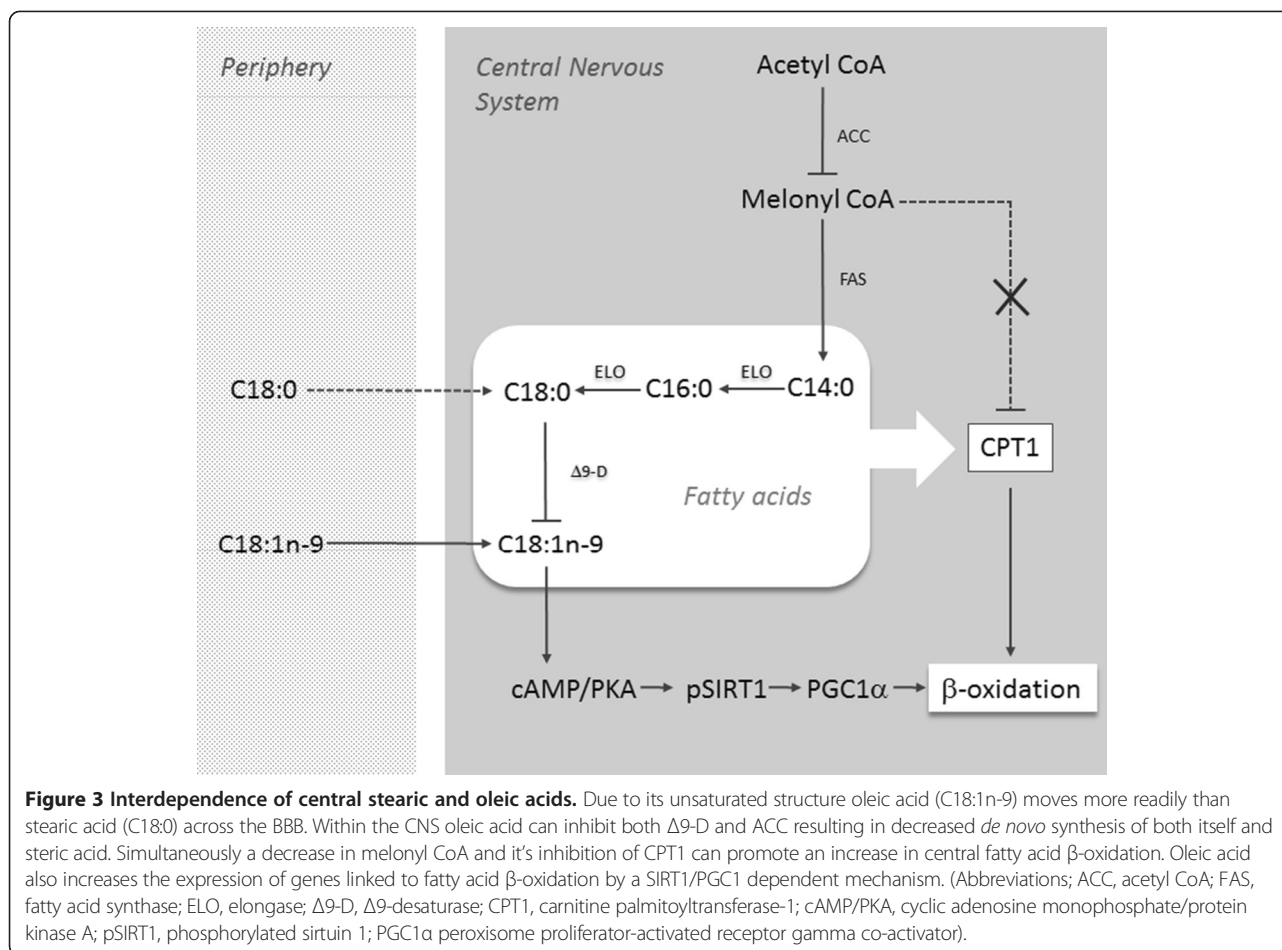 Periphery
Central Nervous
System
Acetyl CoA
ACC
Melonyl CoA
FAS
C18:0
C18:0
ELO
C16:0
ELO
C14:0
Δ9-D
Fatty acids
CPT1
C18:1n-9
C18:1n-9
cAMP/PKA
pSIRT1
PGC1α
β-oxidation
Figure 3 Interdependence of central stearic and oleic acids. Due to its unsaturated structure oleic acid (C18:1n-9) moves more readily than
stearic acid (C18:0) across the BBB. Within the CNS oleic acid can inhibit both Δ9-D and ACC resulting in decreased de novo synthesis of both itself and
steric acid. Simultaneously a decrease in melonyl CoA and it's inhibition of CPT1 can promote an increase in central fatty acid β-oxidation. Oleic acid
also increases the expression of genes linked to fatty acid β-oxidation by a SIRT1/PGC1 dependent mechanism. (Abbreviations; ACC, acetyl CoA; FAS,
fatty acid synthase; ELO, elongase; Δ9-D, Δ9-desaturase; CPT1, carnitine palmitoyltransferase-1; cAMP/PKA, cyclic adenosine monophosphate/protein
kinase A; pSIRT1, phosphorylated sirtuin 1; PGC1α peroxisome proliferator-activated receptor gamma co-activator).